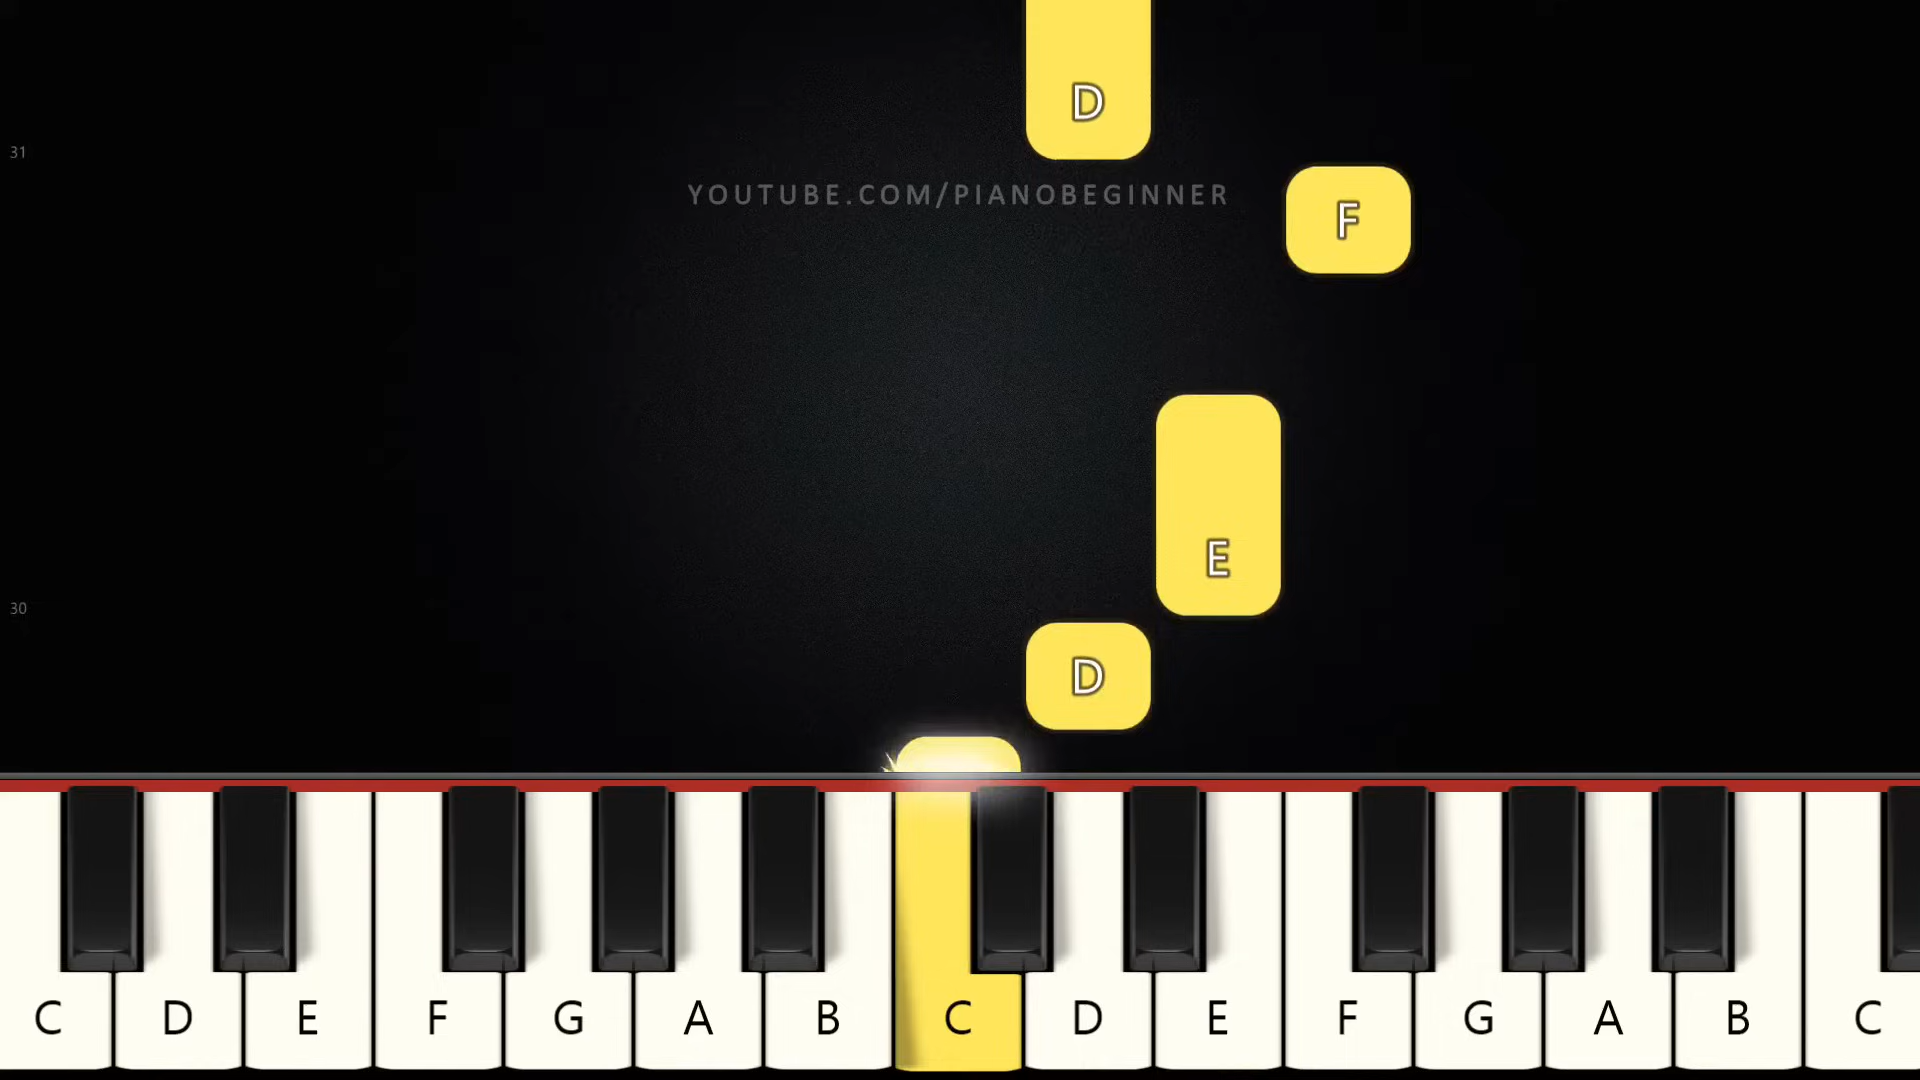 D
31
YOUTUBE.COM/PIANOBEGINNER
F
E
30
D
C D E F G A B C D E F G A B C